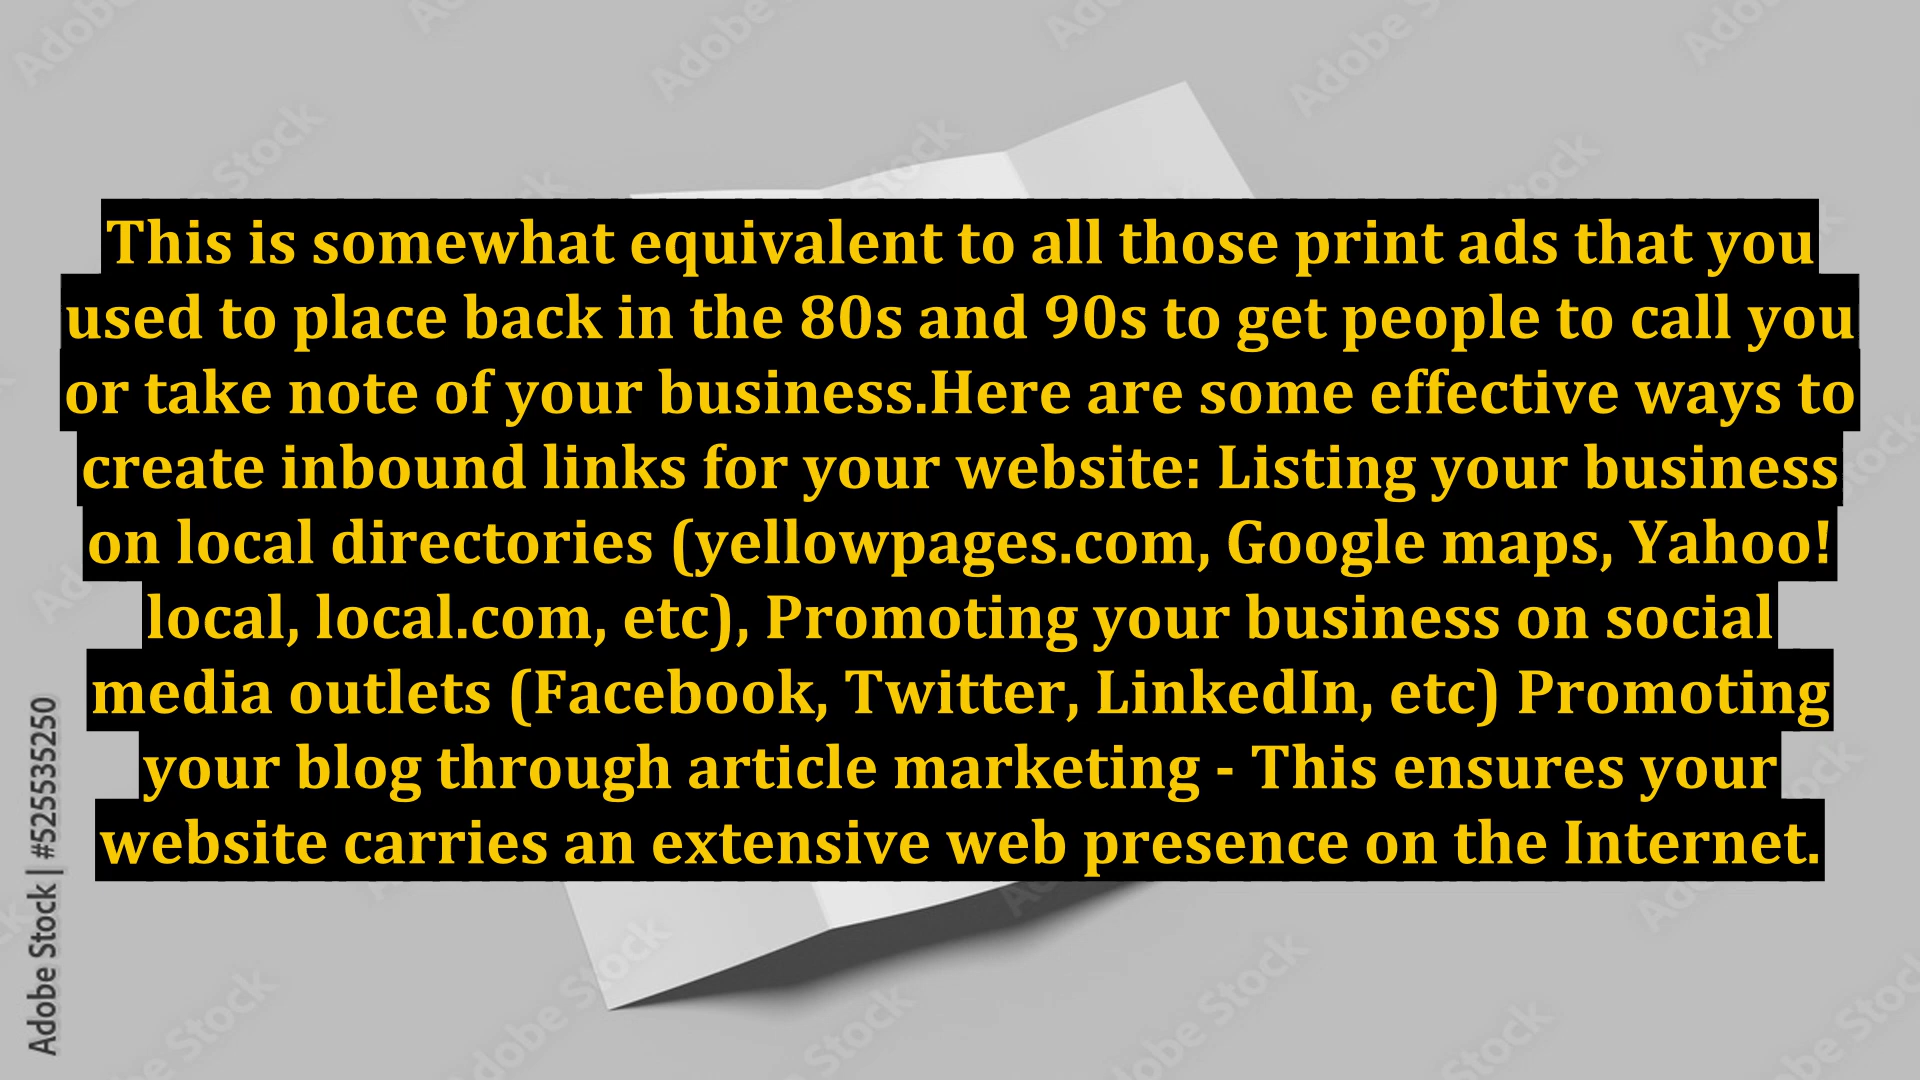 This is somewhat equivalent to all those print ads that you
used to place back in the 80s and 90s to get people to call you
or take note of your business.Here are some effective ways to
create inbound links for your website: Listing your business
on local directories (yellowpages.com, Google maps, Yahoo!
local, local.com, etc), Promoting your business on social
media outlets (Facebook, Twitter, LinkedIn, etc) Promoting
your blog through article marketing - This ensures your
website carries an extensive web presence on the Internet.
Adobe Stock | #525535250